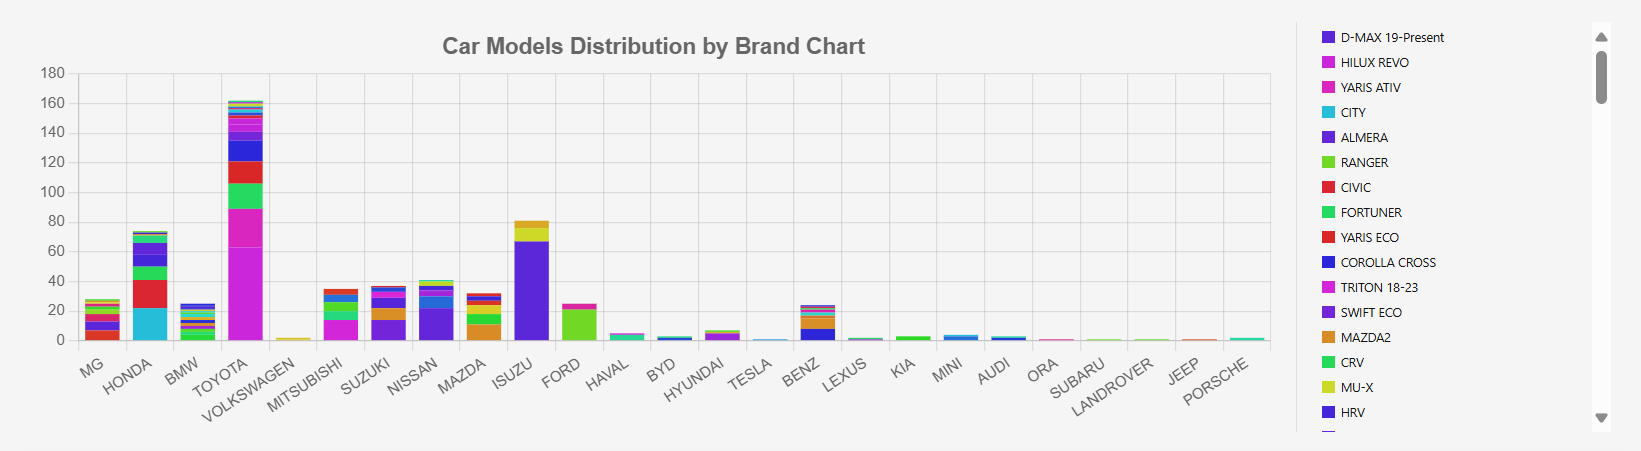 Car Models Distribution by Brand Chart
180
160
140
120
100
80
60
40
20
0
MG
HONDA
BMW
TOYOTA
VOLKSWAGEN
MITSUBISHI
SUZUKI
NISSAN
MAZDA
ISUZU
FORD
HAVAL
BYD
HYUNDAI
TESLA
BENZ
LEXUS
KIA
MINI
AUDI
ORA
SUBARU
LANDROVER
JEEP
PORSCHE
D-MAX 19-Present
HILUX REVO
YARIS ATIV
CITY
ALMERA
RANGER
CIVIC
FORTUNER
YARIS ECO
COROLLA CROSS
TRITON 18-23
SWIFT ECO
MAZDA2
CRV
MU-X
HRV